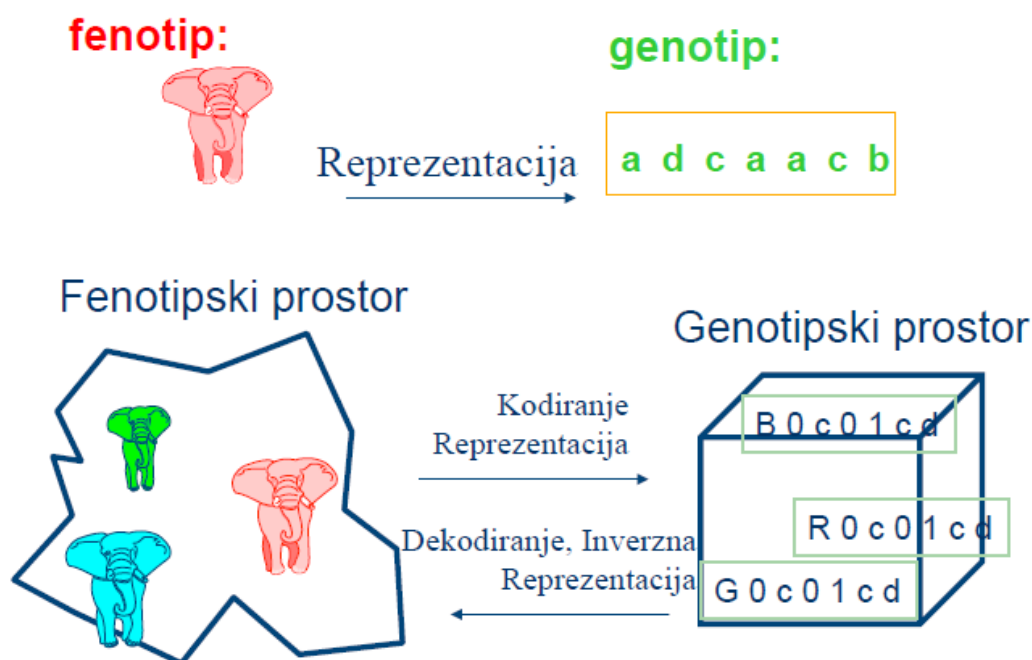 fenotip:
genotip:
Reprezentacija
a d c a a c b
Fenotipski prostor
Genotipski prostor
Kodiranje
Reprezentacija
B 0 c 0 1 c d
R 0 c 0 1 c d
Dekodiranje, Inverzna
Reprezentacija
G 0 c 0 1 c d